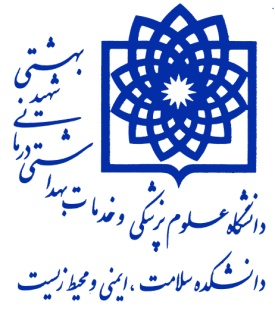 دانشگاه علوم پزشکی و خدمات بهداشتی درمانی شهید بهشتی
دانشکده سلامت ، ایمنی و محیط زیست